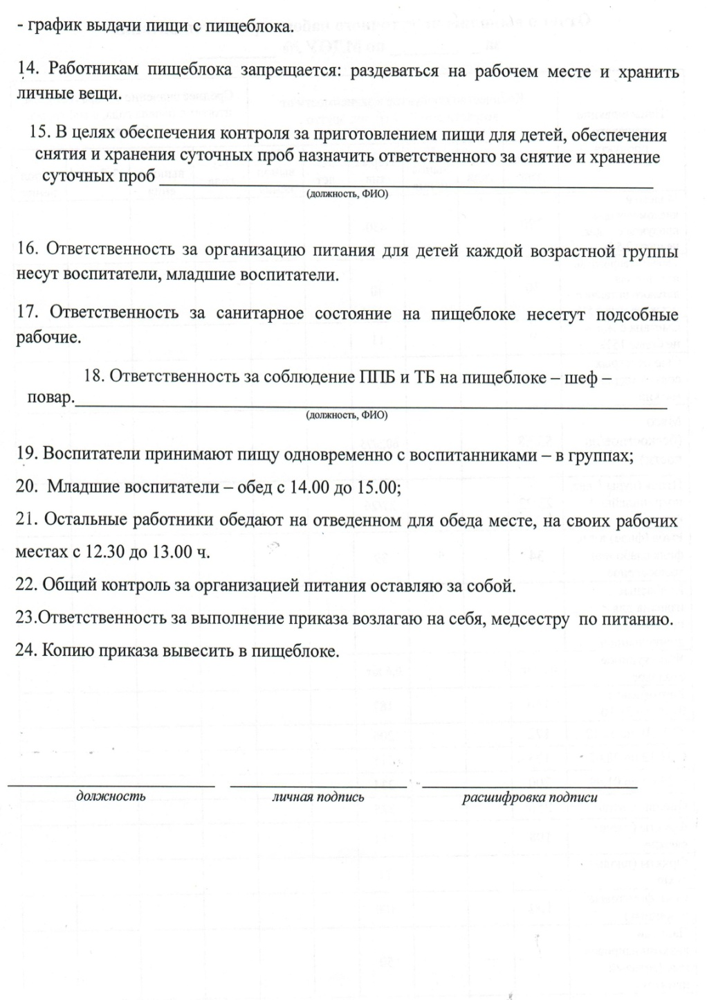 - график выдачи пищи с пищеблока.
14. Работникам пищеблока запрещается: раздеваться на рабочем месте и хранить
личные вещи.
15. В целях обеспечения контроля за приготовлением пищи для детей, обеспечения
снятия и хранения суточных проб назначить ответственного за снятие и хранение
суточных проб
(должность, ФИО)
16. Ответственность за организацию питания для детей каждой возрастной группы
несут воспитатели, младшие воспитатели.
17. Ответственность за санитарное состояние на пищеблоке несетут подсобные
рабочие.
18. Ответственность за соблюдение ППБ и ТБ на пищеблоке – шеф –
повар.
(должность, ФИО)
19. Воспитатели принимают пищу одновременно с воспитанниками – в группах;
20. Младшие воспитатели – обед с 14.00 до 15.00;
21. Остальные работники обедают на отведенном для обеда месте, на своих рабочих
местах с 12.30 до 13.00 ч.
22. Общий контроль за организацией питания оставляю за собой.
23.Ответственность за выполнение приказа возлагаю на себя, медсестру по питанию.
24. Копию приказа вывесить в пищеблоке.
должность личная подпись расшифровка подписи